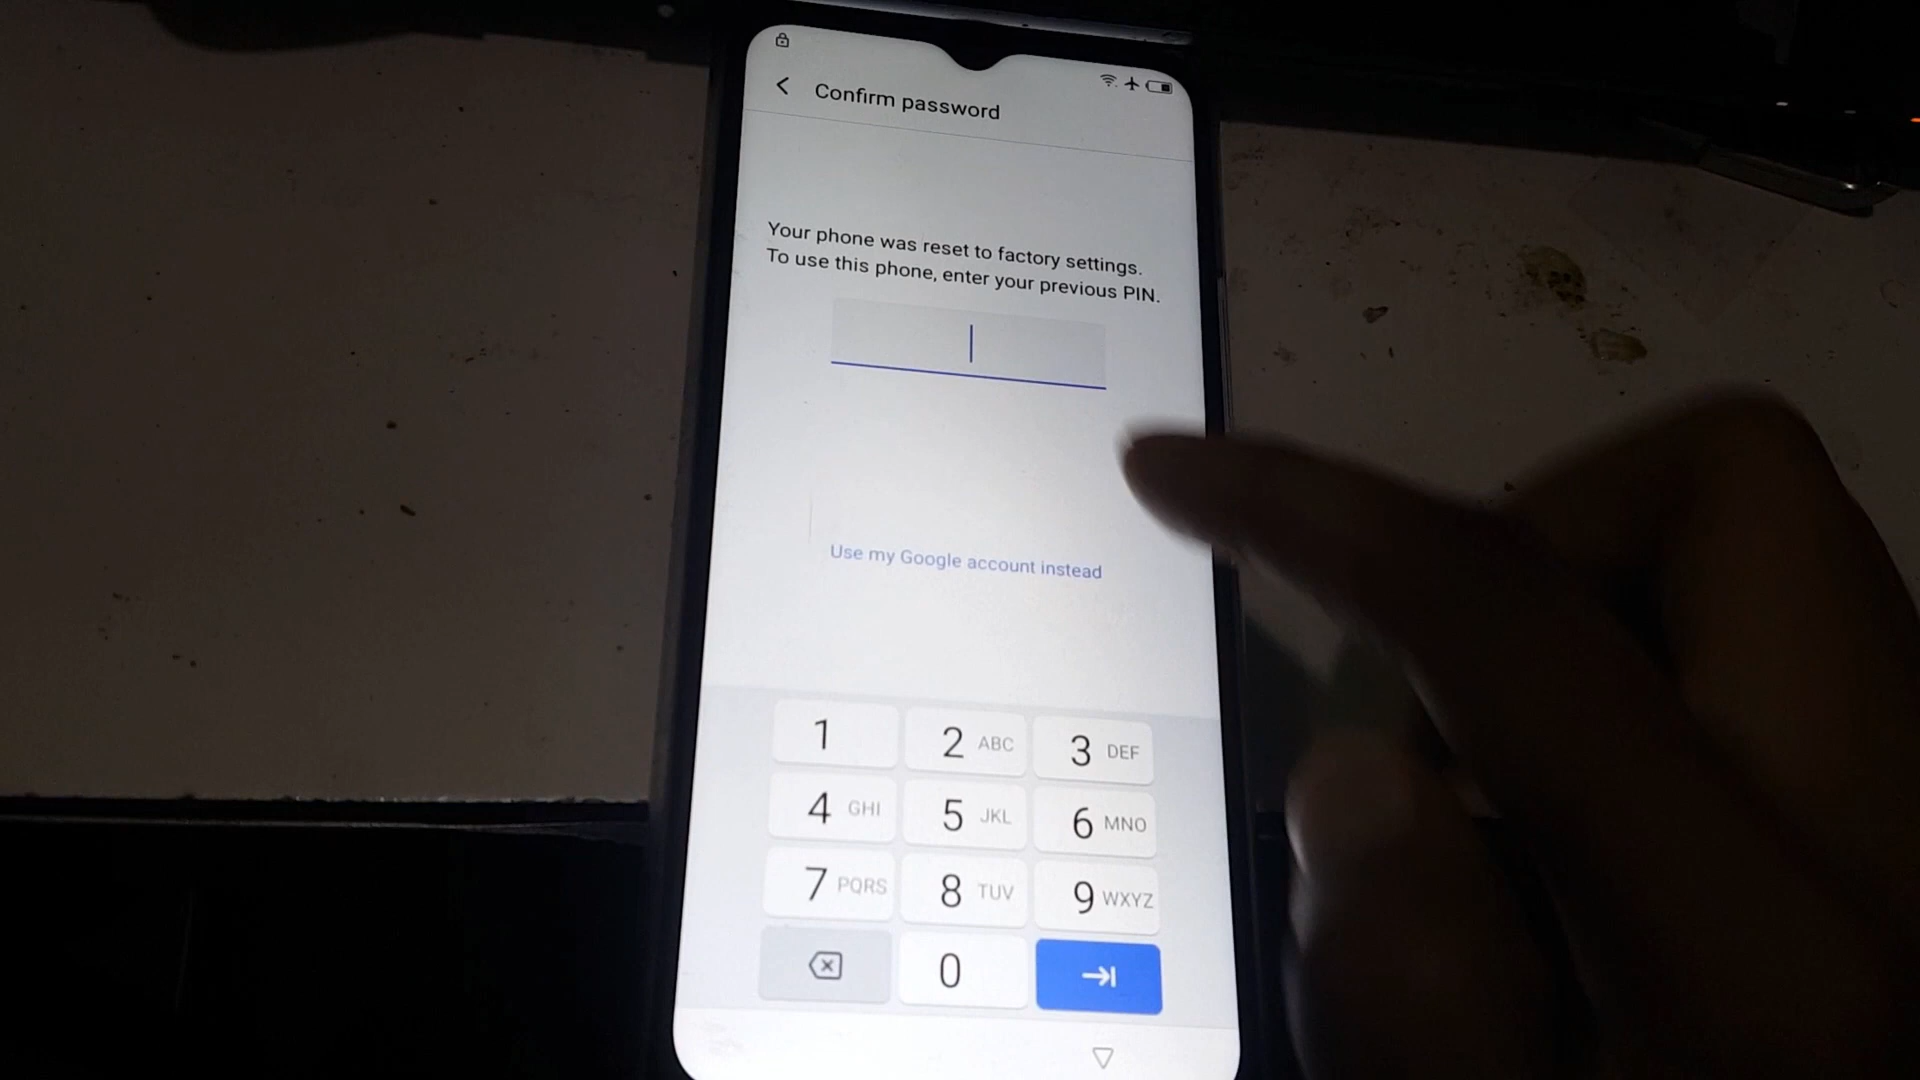 Confirm password
Your phone was reset to factory settings.
To use this phone, enter your previous PIN.
Use my Google account instead
1
2 ABC
3 DEF
4 GHI
5 JKL
6 MNO
7 PQRS
8 TUV
9 WXYZ
0